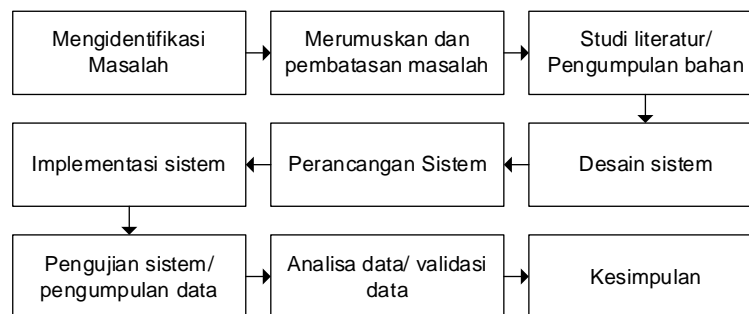 Mengidentifikasi
Masalah
Merumuskan dan
pembatasan masalah
Studi literatur/
Pengumpulan bahan
Desain sistem
Perancangan Sistem
Implementasi sistem
Pengujian sistem/
pengumpulan data
Analisa data/ validasi
data
Kesimpulan